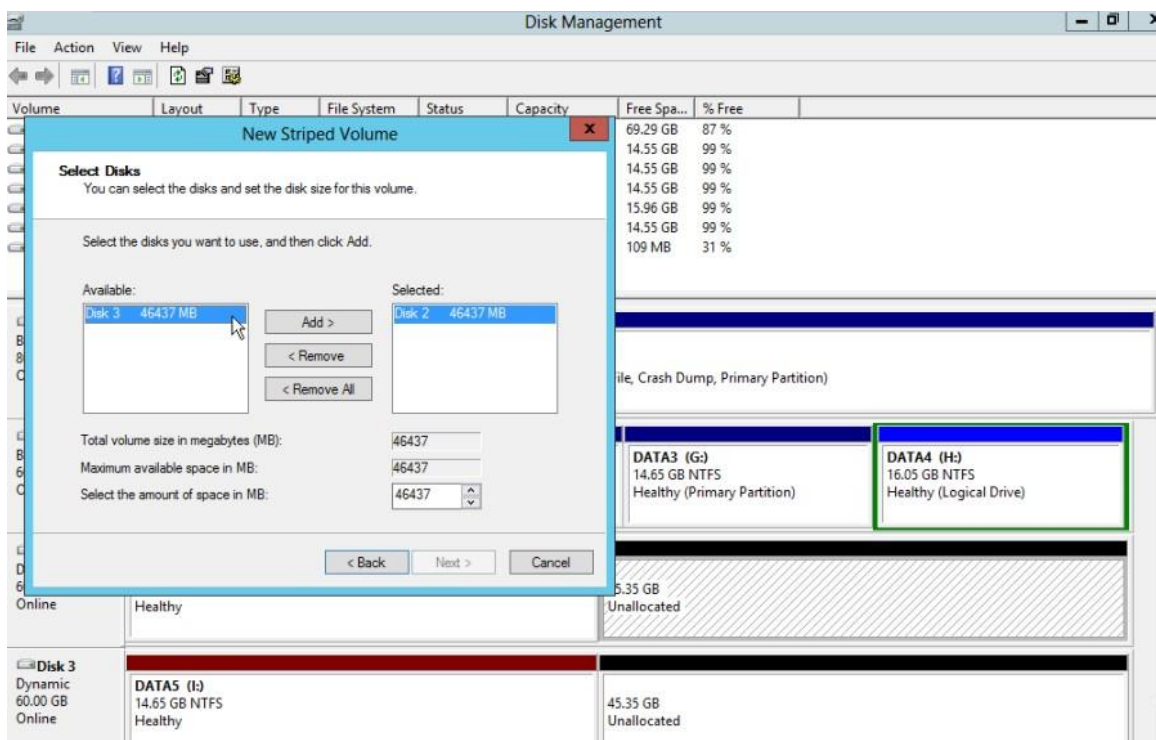 Disk Management
File Action View Help
Volume Layout Type File System Status Capacity Free Spa... % Free
69.29 GB 87 %
14.55 GB 99 %
14.55 GB 99 %
14.55 GB 99 %
15.96 GB 99 %
14.55 GB 99 %
109 MB 31 %
New Striped Volume
Select Disks
You can select the disks and set the disk size for this volume.
Select the disks you want to use, and then click Add.
Available: Selected:
Disk 3 46437 MB Add > Disk 2 46437 MB
< Remove
< Remove All
Total volume size in megabytes (MB): 46437
Maximum available space in MB: 46437
Select the amount of space in MB: 46437
< Back Next > Cancel
ile, Crash Dump, Primary Partition)
DATA3 (G:)
14.65 GB NTFS
Healthy (Primary Partition)
DATA4 (H:)
16.05 GB NTFS
Healthy (Logical Drive)
Online
Healthy
5.35 GB
Unallocated
Disk 3
Dynamic
60.00 GB
Online
DATA5 (I:)
14.65 GB NTFS
Healthy
45.35 GB
Unallocated